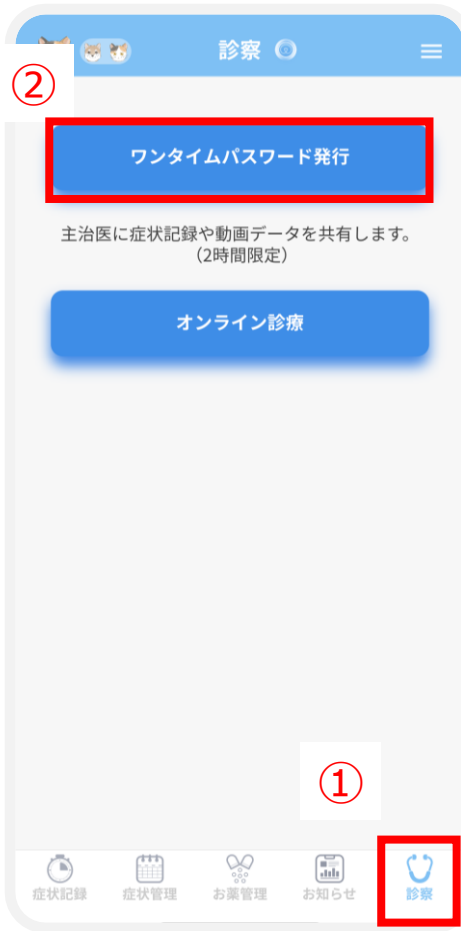 診察
②
ワンタイムパスワード発行
主治医に症状記録や動画データを共有します。
（2時間限定）
オンライン診療
①
症状記録
症状管理
お薬管理
お知らせ
診察